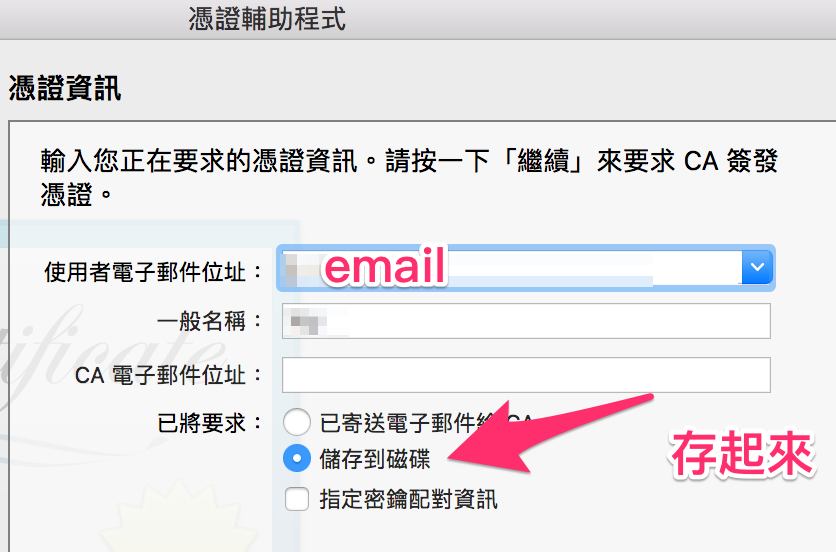 憑證輔助程式
憑證資訊
輸入您正在要求的憑證資訊。請按一下「繼續」來要求 CA 簽發
憑證。
使用者電子郵件位址：
email
一般名稱：
CA 電子郵件位址：
已將要求：
已寄送電子郵件給 CA
儲存到磁碟
存起來
指定密鑰配對資訊